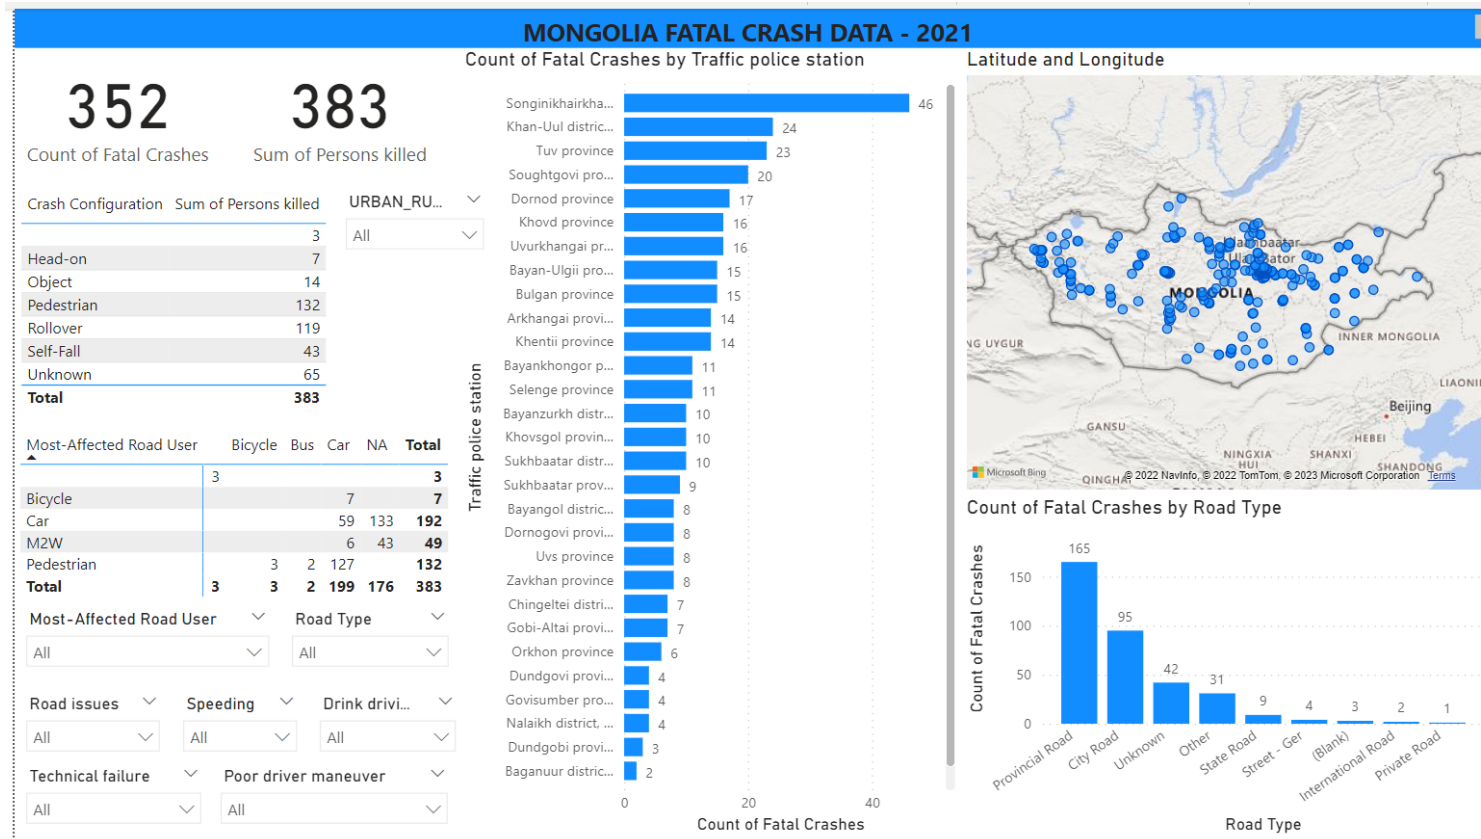 MONGOLIA FATAL CRASH DATA - 2021
352
Count of Fatal Crashes
383
Sum of Persons killed
Crash Configuration Sum of Persons killed
3
Head-on 7
Object 14
Pedestrian 132
Rollover 119
Self-Fall 43
Unknown 65
Total 383
URBAN_RU...
All
Most-Affected Road User Bicycle Bus Car NA Total
3 3
Bicycle 7 7
Car 59 133 192
M2W 6 43 49
Pedestrian 3 2 127 132
Total 3 3 2 199 176 383
Most-Affected Road User
All
Road Type
All
Road issues
All
Speeding
All
Drink drivi...
All
Technical failure
All
Poor driver maneuver
All
Count of Fatal Crashes by Traffic police station
Traffic police station
Songinikhairkha... 46
Khan-Uul distric... 24
Tuv province 23
Soughtgovi pro... 20
Dornod province 17
Khovd province 16
Uvurkhangai pr... 16
Bayan-Ulgii pro... 15
Bulgan province 15
Arkhangai provi... 14
Khentii province 14
Bayankhongor p... 11
Selenge province 11
Bayanzurkh distr... 10
Khovsgol provin... 10
Sukhbaatar distr... 10
Sukhbaatar prov... 9
Bayangol distric... 8
Dornogovi provi... 8
Uvs province 8
Zavkhan province 8
Chingeltei distri... 7
Gobi-Altai provi... 7
Orkhon province 6
Dundgovi provi... 4
Govisumber pro... 4
Nalaikh district, ... 4
Dundgobi provi... 3
Baganuur distric... 2
0 20 40
Count of Fatal Crashes
Latitude and Longitude
MONGOLIA
NG UYGUR
INNER MONGOLIA
LIAONI
Beijing
GANSU
HEBEI
NINGXIA
HUI
SHANXI
SHANDONG
QINGHA
Microsoft Bing
© 2022 NavInfo, © 2022 TomTom, © 2023 Microsoft Corporation Terms
Count of Fatal Crashes by Road Type
Count of Fatal Crashes
150
100
50
0
165 95 42 31 9 4 3 2 1
Provincial Road
City Road
Unknown
Other
State Road
Street - Ger
(Blank)
International Road
Private Road
Road Type